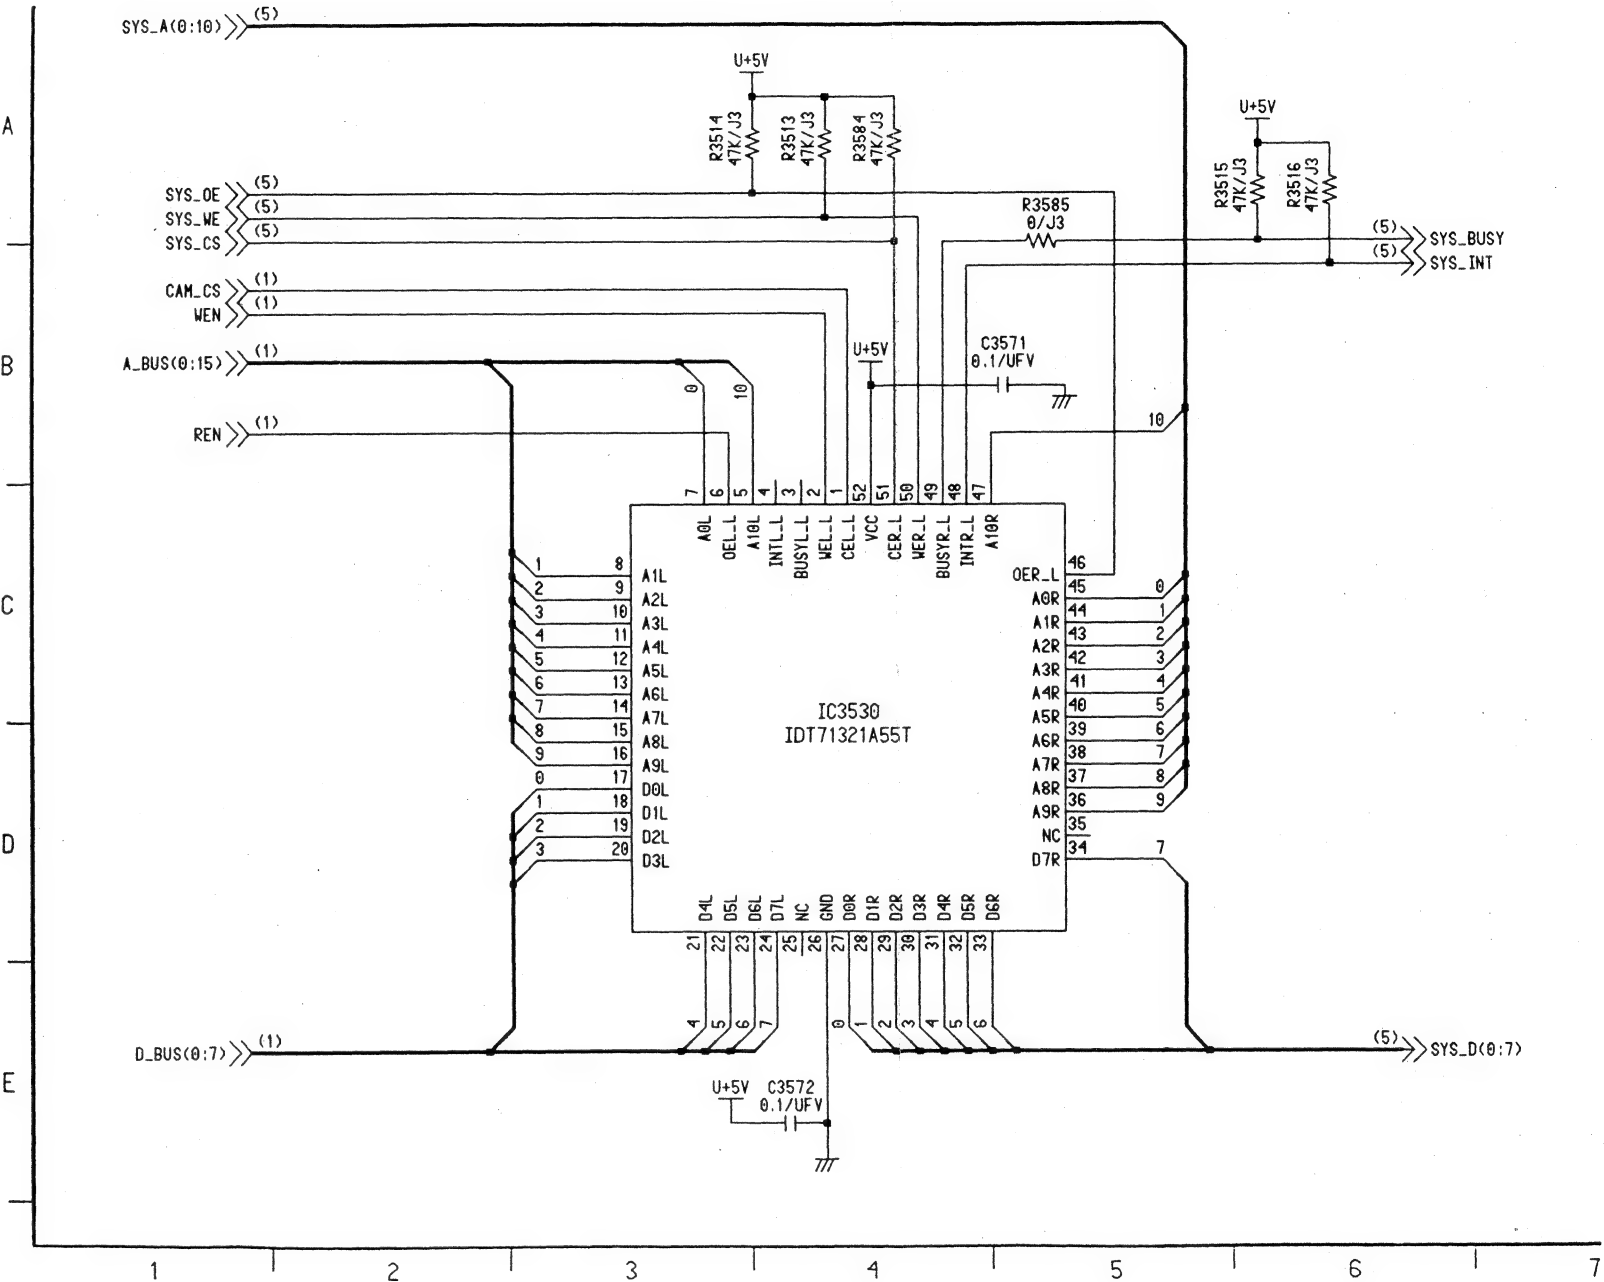 SYS_A(0:10) (5)
U+5V
R3514 47K/J3
R3513 47K/J3
R3584 47K/J3
U+5V
R3515 47K/J3
R3516 47K/J3
A
SYS_OE (5)
SYS_WE (5)
SYS_CS (5)
R3585
0/J3
(5) SYS_BUSY
(5) SYS_INT
CAM_CS (1)
WEN (1)
B
A_BUS(0:15) (1)
U+5V
C3571
0.1/UFV
0 10
10
REN (1)
7 6 5 4 3 2 1 52 51 50 49 48 47
A0L OEL_L A10L INTL_L BUSYL_L WEL_L CEL_L VCC CER_L WER_L BUSYR_L INTR_L A10R
C
1 8 A1L
2 9 A2L
3 10 A3L
4 11 A4L
5 12 A5L
6 13 A6L
7 14 A7L
8 15 A8L
9 16 A9L
0 17 D0L
1 18 D1L
2 19 D2L
3 20 D3L
IC3530
IDT71321A55T
OER_L 46
A0R 45 0
A1R 44 1
A2R 43 2
A3R 42 3
A4R 41 4
A5R 40 5
A6R 39 6
A7R 38 7
A8R 37 8
A9R 36 9
NC 35
D7R 34 7
D
D4L D5L D6L D7L NC GND D0R D1R D2R D3R D4R D5R D6R
21 22 23 24 25 26 27 28 29 30 31 32 33
4 5 6 7 0 1 2 3 4 5 6
D_BUS(0:7) (1)
(5) SYS_D(0:7)
E
U+5V C3572
0.1/UFV
1 2 3 4 5 6 7